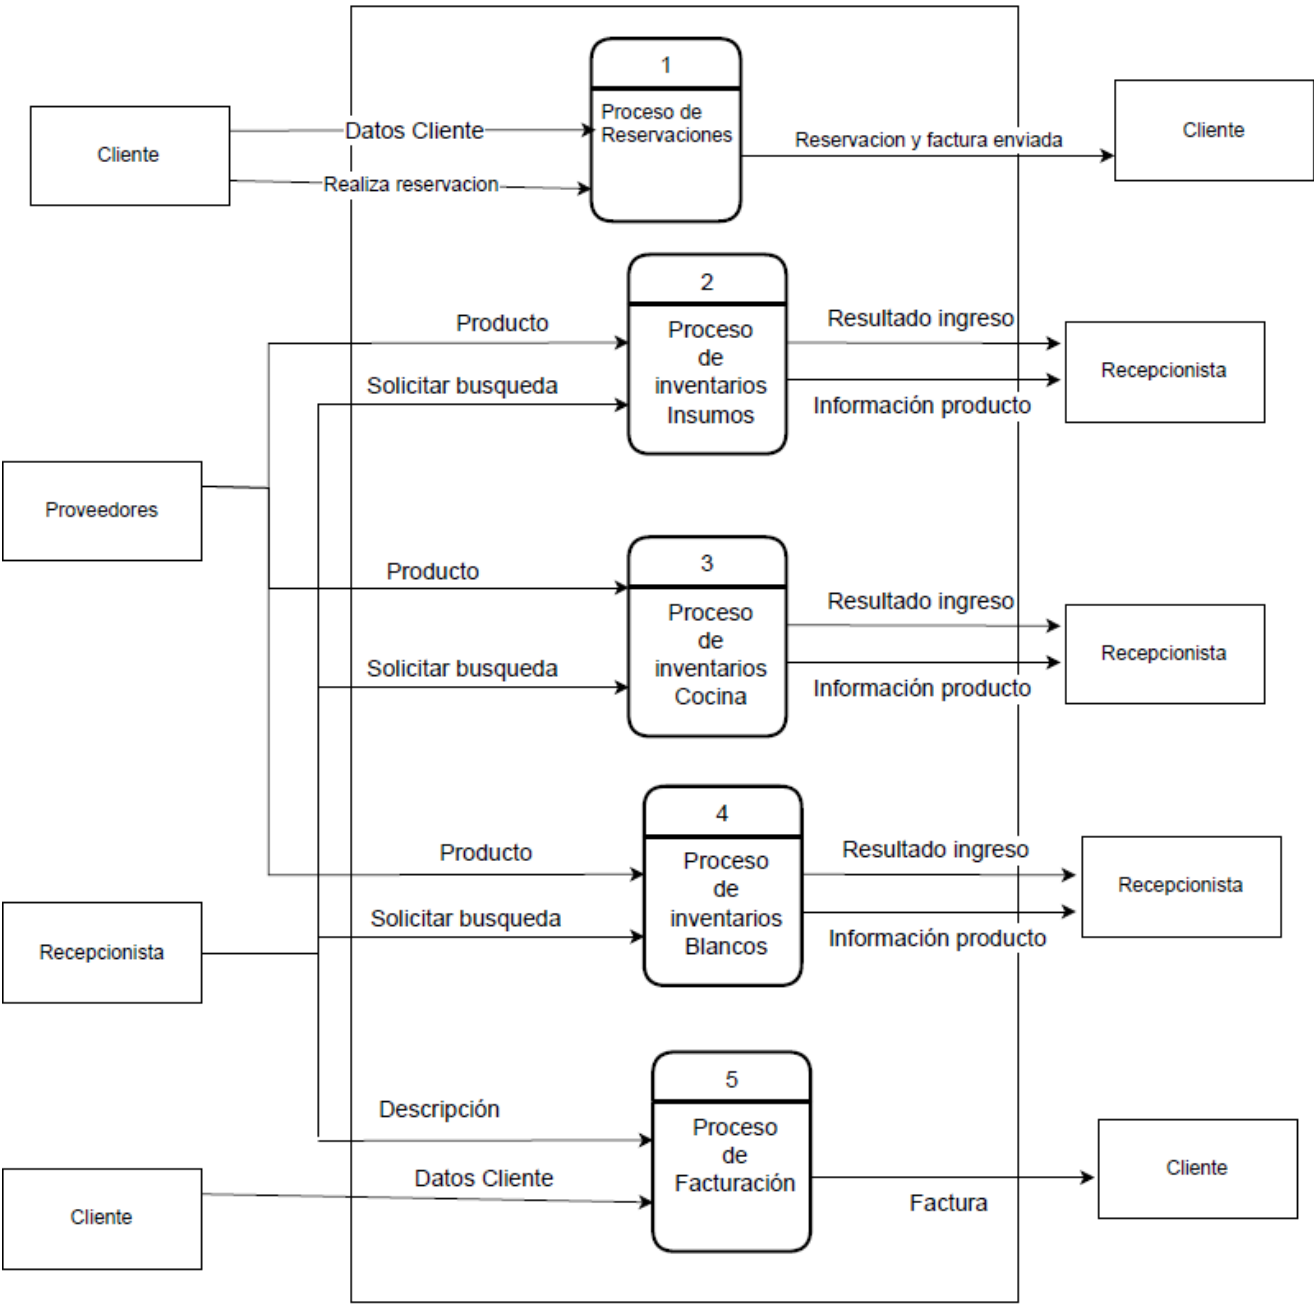 1
Proceso de
Reservaciones
Cliente
Datos Cliente
Realiza reservacion
Reservacion y factura enviada
Cliente
2
Proceso
de
inventarios
Insumos
Producto
Solicitar busqueda
Resultado ingreso
Información producto
Recepcionista
Proveedores
3
Proceso
de
inventarios
Cocina
Producto
Solicitar busqueda
Resultado ingreso
Información producto
Recepcionista
4
Proceso
de
inventarios
Blancos
Producto
Solicitar busqueda
Resultado ingreso
Información producto
Recepcionista
Recepcionista
5
Proceso
de
Facturación
Descripción
Datos Cliente
Cliente
Factura
Cliente